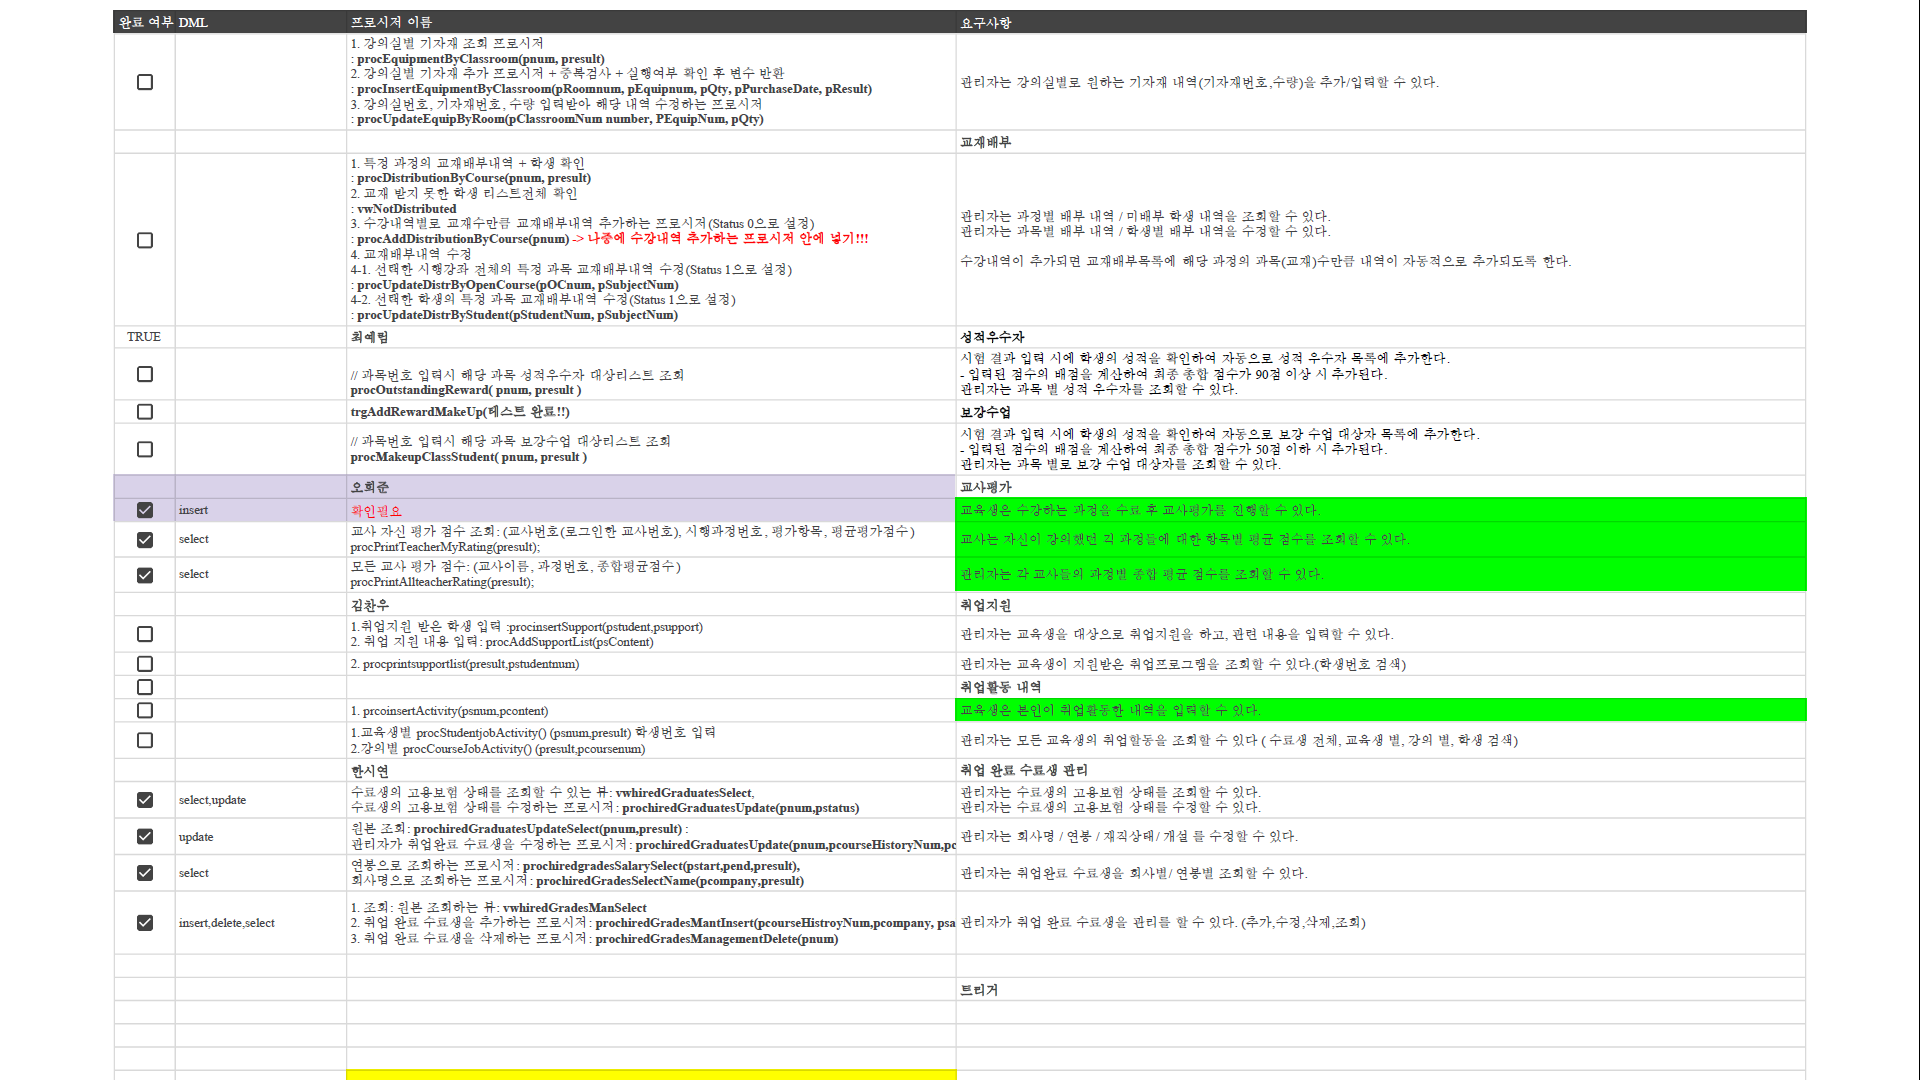 완료 여부 DML 프로시저 이름 요구사항
1. 강의실별 기자재 조회 프로시저
: procEquipmentByClassroom(pnum, presult)
2. 강의실별 기자재 추가 프로시저 + 중복검사 + 실행여부 확인 후 변수 반환
: procInsertEquipmentByClassroom(pRoomnum, pEquipnum, pQty, pPurchaseDate, pResult)
3. 강의실번호, 기자재번호, 수량 입력받아 해당 내역 수정하는 프로시저
: procUpdateEquipByRoom(pClassroomNum number, PEquipNum, pQty)
관리자는 강의실별로 원하는 기자재 내역(기자재번호,수량)을 추가/입력할 수 있다.
교재배부
1. 특정 과정의 교재배부내역 + 학생 확인
: procDistributionByCourse(pnum, presult)
2. 교재 받지 못한 학생 리스트전체 확인
: vwNotDistributed
3. 수강내역별로 교재수만큼 교재배부내역 추가하는 프로시저(Status 0으로 설정)
: procAddDistributionByCourse(pnum) -> 나중에 수강내역 추가하는 프로시저 안에 넣기!!!
4. 교재배부내역 수정
4-1. 선택한 시행강좌 전체의 특정 과목 교재배부내역 수정(Status 1으로 설정)
: procUpdateDistrByOpenCourse(pOCnum, pSubjectNum)
4-2. 선택한 학생의 특정 과목 교재배부내역 수정(Status 1으로 설정)
: procUpdateDistrByStudent(pStudentNum, pSubjectNum)
관리자는 과정별 배부 내역 / 미배부 학생 내역을 조회할 수 있다.
관리자는 과목별 배부 내역 / 학생별 배부 내역을 수정할 수 있다.
수강내역이 추가되면 교재배부목록에 해당 과정의 과목(교재)수만큼 내역이 자동적으로 추가되도록 한다.
TRUE 최예림 성적우수자
// 과목번호 입력시 해당 과목 성적우수자 대상리스트 조회
procOutstandingReward( pnum, presult )
시험 결과 입력 시에 학생의 성적을 확인하여 자동으로 성적 우수자 목록에 추가한다.
- 입력된 점수의 배점을 계산하여 최종 총합 점수가 90점 이상 시 추가된다.
관리자는 과목 별 성적 우수자를 조회할 수 있다.
trgAddRewardMakeUp(테스트 완료!!) 보강수업
// 과목번호 입력시 해당 과목 보강수업 대상리스트 조회
procMakeupClassStudent( pnum, presult )
시험 결과 입력 시에 학생의 성적을 확인하여 자동으로 보강 수업 대상자 목록에 추가한다.
- 입력된 점수의 배점을 계산하여 최종 총합 점수가 50점 이하 시 추가된다.
관리자는 과목 별로 보강 수업 대상자를 조회할 수 있다.
오희준 교사평가
insert 확인필요 교육생은 수강하는 과정을 수료 후 교사평가를 진행할 수 있다.
select
교사 자신 평가 점수 조회: (교사번호(로그인한 교사번호), 시행과정번호, 평가항목, 평균평가점수)
procPrintTeacherMyRating(presult);
교사는 자신이 강의했던 각 과정들에 대한 항목별 평균 점수를 조회할 수 있다.
select
모든 교사 평가 점수: (교사이름, 과정번호, 종합평균점수)
procPrintAllteacherRating(presult);
관리자는 각 교사들의 과정별 종합 평균 점수를 조회할 수 있다.
김찬우 취업지원
1.취업지원 받은 학생 입력 :procinsertSupport(pstudent,psupport)
2. 취업 지원 내용 입력: procAddSupportList(psContent)
관리자는 교육생을 대상으로 취업지원을 하고, 관련 내용을 입력할 수 있다.
2. procprintsupportlist(presult,pstudentnum) 관리자는 교육생이 지원받은 취업프로그램을 조회할 수 있다.(학생번호 검색)
취업활동 내역
1. prcoinsertActivity(psnum,pcontent) 교육생은 본인이 취업활동한 내역을 입력할 수 있다.
1.교육생별 procStudentjobActivity() (psnum,presult) 학생번호 입력
2.강의별 procCourseJobActivity() (presult,pcoursenum)
관리자는 모든 교육생의 취업할동을 조회할 수 있다 ( 수료생 전체, 교육생 별, 강의 별, 학생 검색)
한시연 취업 완료 수료생 관리
select,update
수료생의 고용보험 상태를 조회할 수 있는 뷰: vwhiredGraduatesSelect,
수료생의 고용보험 상태를 수정하는 프로시저: prochiredGraduatesUpdate(pnum,pstatus)
관리자는 수료생의 고용보험 상태를 조회할 수 있다.
관리자는 수료생의 고용보험 상태를 수정할 수 있다.
update
원본 조회: prochiredGraduatesUpdateSelect(pnum,presult) :
관리자가 취업완료 수료생을 수정하는 프로시저: prochiredGraduatesUpdate(pnum,pcourseHistoryNum,pc
관리자는 회사명 / 연봉 / 재직상태/ 개설 를 수정할 수 있다.
select
연봉으로 조회하는 프로시저: prochiredgradesSalarySelect(pstart,pend,presult),
회사명으로 조회하는 프로시저: prochiredGradesSelectName(pcompany,presult)
관리자는 취업완료 수료생을 회사별/ 연봉별 조회할 수 있다.
insert,delete,select
1. 조회: 원본 조회하는 뷰: vwhiredGradesManSelect
2. 취업 완료 수료생을 추가하는 프로시저: prochiredGradesMantInsert(pcourseHistroyNum,pcompany, psa
3. 취업 완료 수료생을 삭제하는 프로시저: prochiredGradesManagementDelete(pnum)
관리자가 취업 완료 수료생을 관리를 할 수 있다. (추가,수정,삭제,조회)
트리거